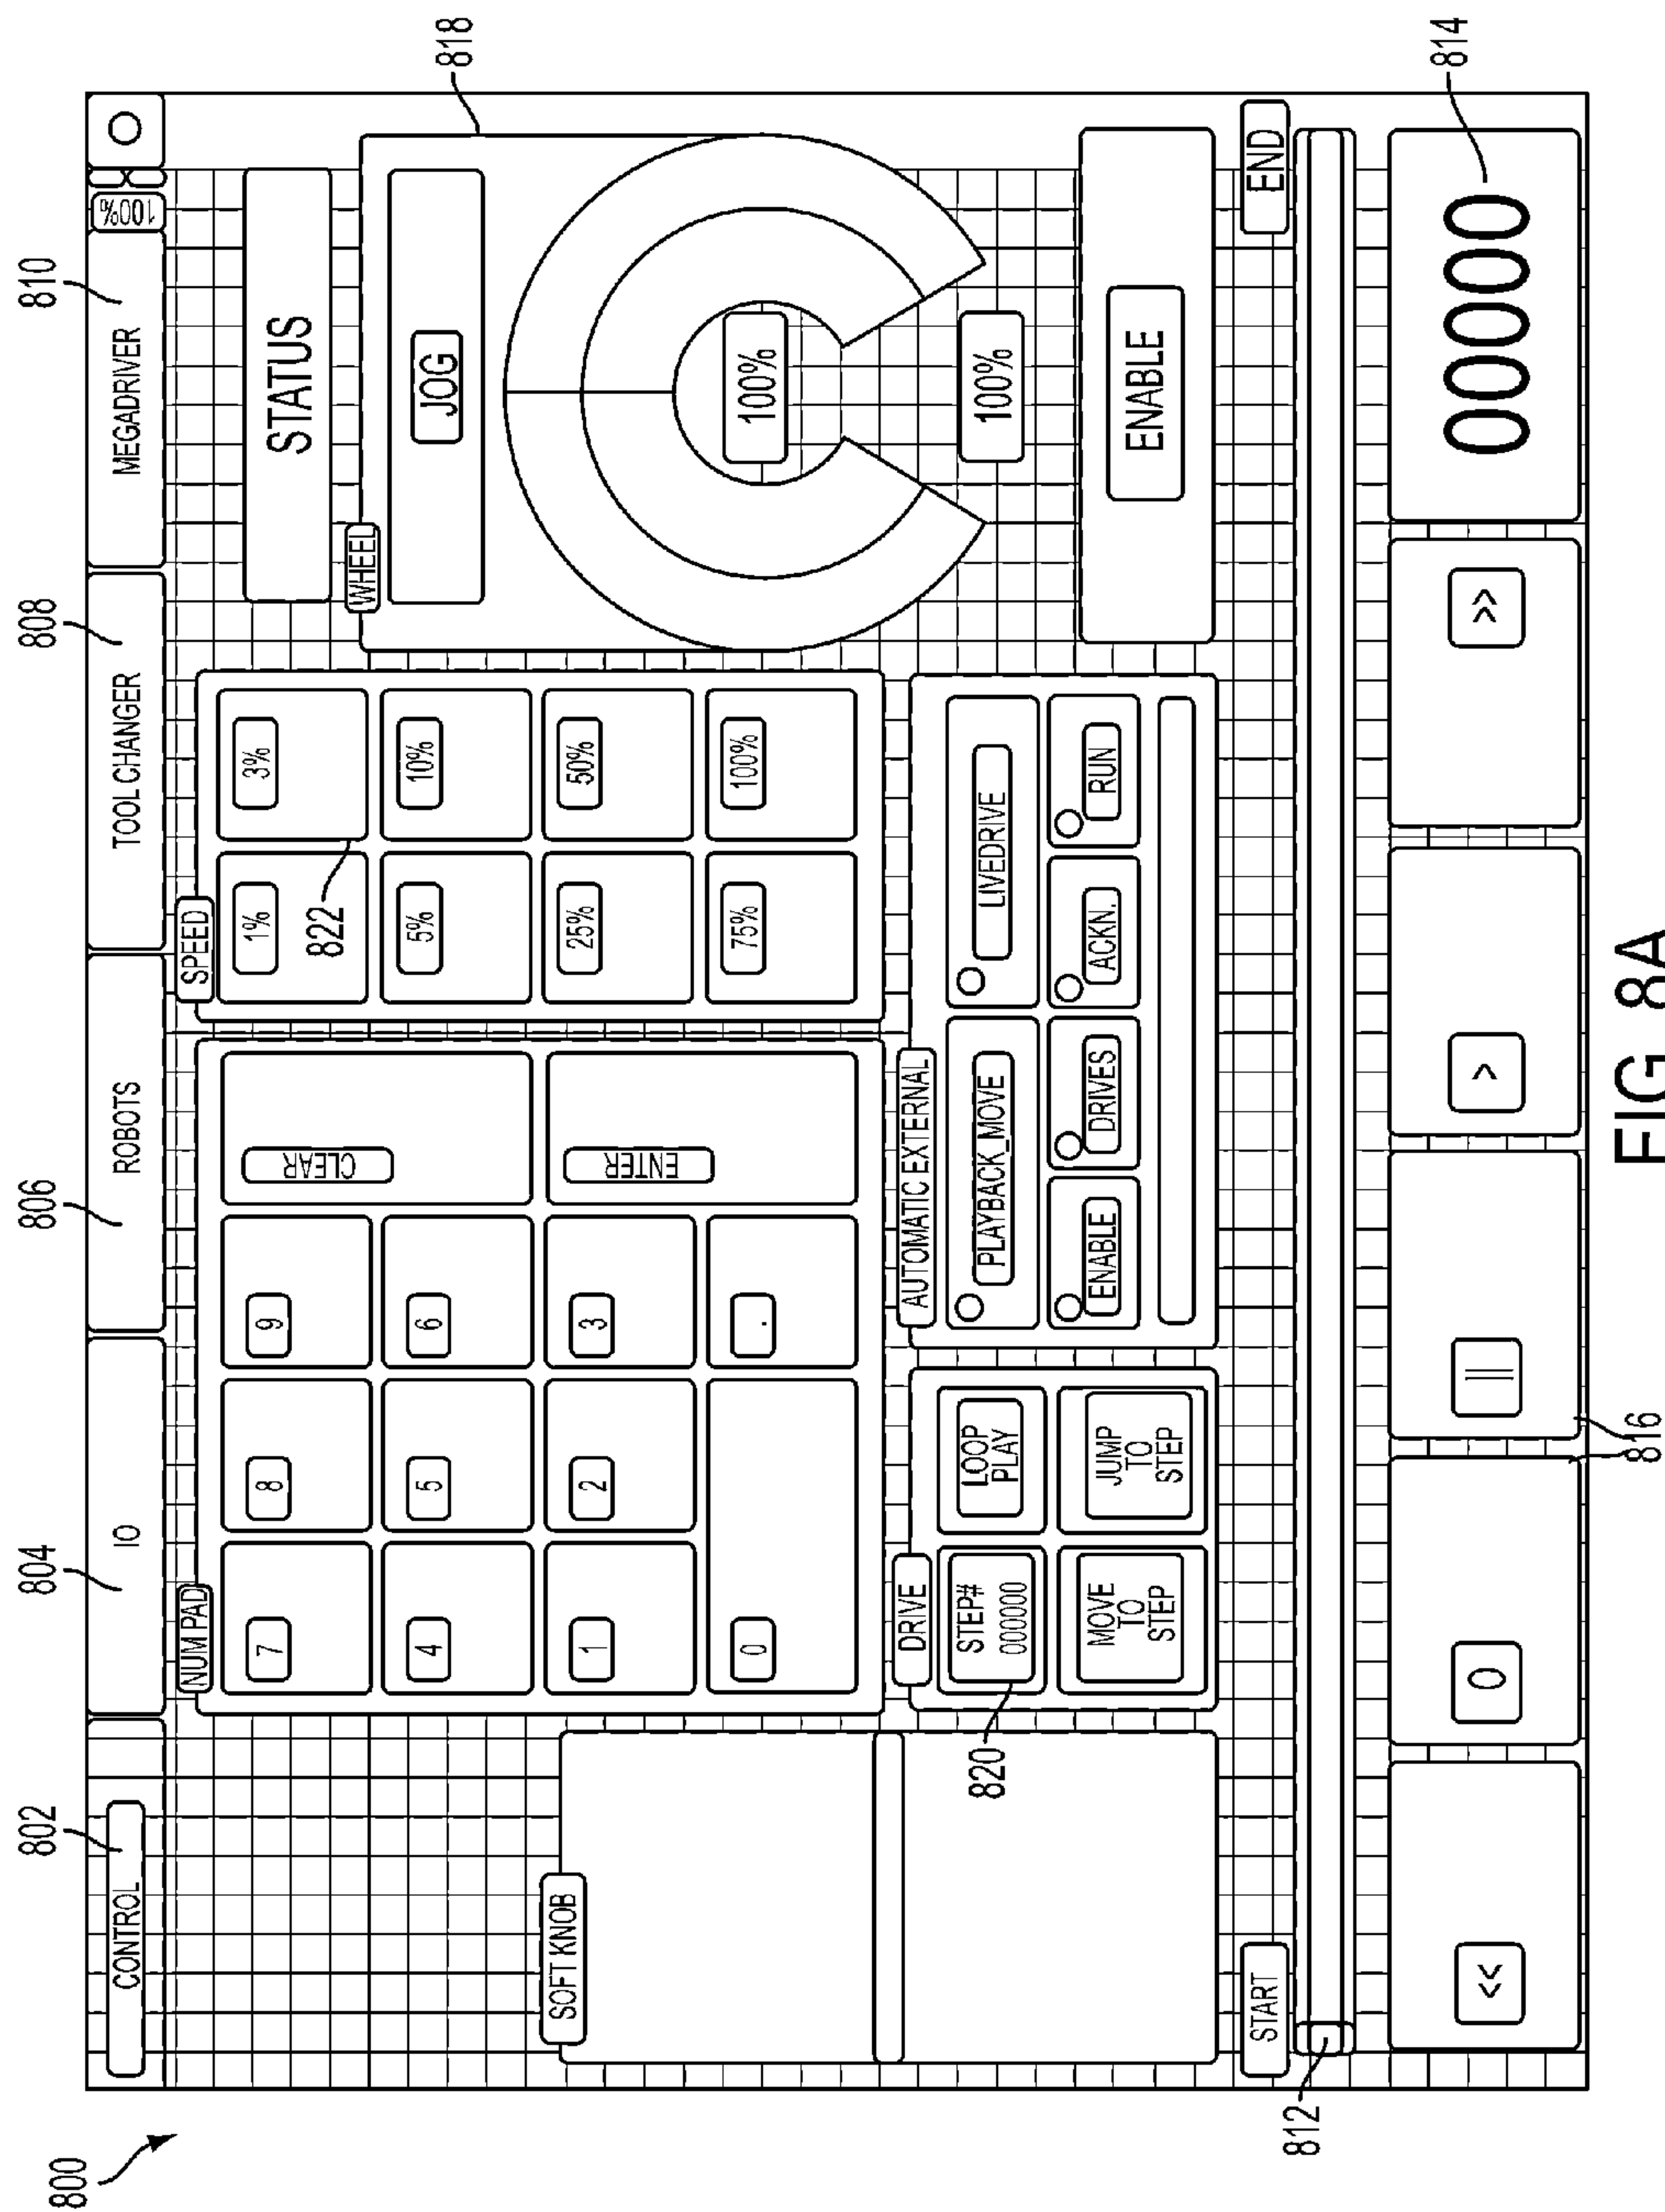 800
802
804
806
808
810
CONTROL
IO
ROBOTS
TOOL CHANGER
MEGADRIVER
100%
NUM PAD
SPEED
STATUS
7
8
9
CLEAR
1%
3%
822
WHEEL
818
JOG
4
5
6
5%
10%
SOFT KNOB
1
2
3
ENTER
25%
50%
0
.
75%
100%
100%
DRIVE
AUTOMATIC EXTERNAL
STEP#
000000
LOOP
PLAY
820
PLAYBACK_MOVE
LIVEDRIVE
100%
MOVE
TO
STEP
JUMP
TO
STEP
ENABLE
DRIVES
ACKN.
RUN
ENABLE
START
END
812
<<
0
||
>
>>
00000
814
816
FIG. 8A